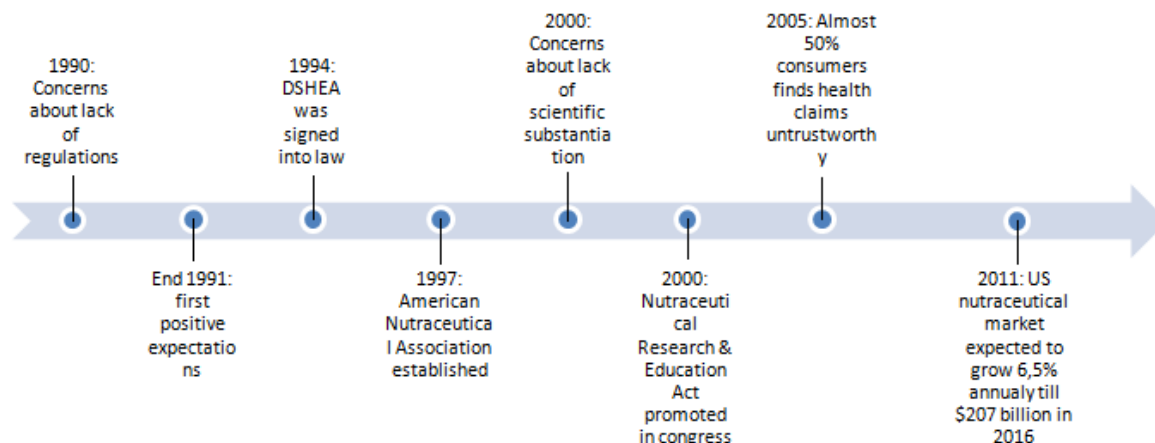 1990:
Concerns
about lack
of
regulations
End 1991:
first
positive
expectatio
ns
1994:
DSHEA
was
signed
into law
1997:
American
Nutraceutica
l Association
established
2000:
Concerns
about lack
of
scientific
substantia
tion
2000:
Nutraceuti
cal
Research &
Education
Act
promoted
in congress
2005: Almost
50%
consumers
finds health
claims
untrustworth
y
2011: US
nutraceutical
market
expected to
grow 6,5%
annualy till
$207 billion in
2016